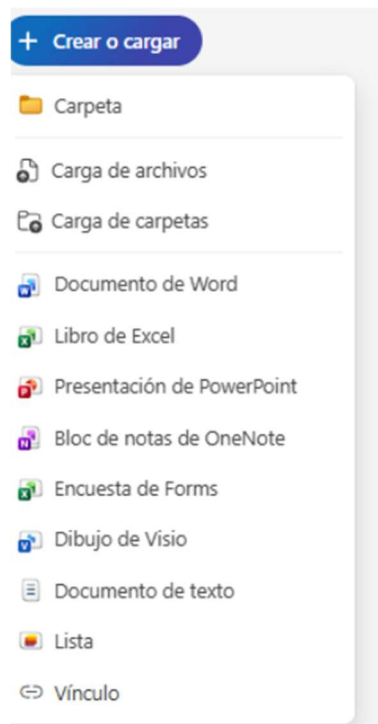 + Crear o cargar
Carpeta
Carga de archivos
Carga de carpetas
Documento de Word
Libro de Excel
Presentación de PowerPoint
Bloc de notas de OneNote
Encuesta de Forms
Dibujo de Visio
Documento de texto
Lista
Vínculo